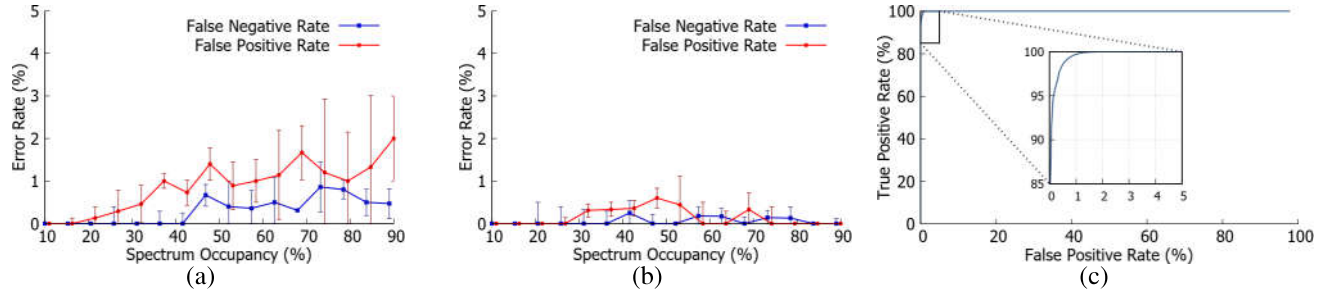 False Negative Rate
False Positive Rate
Error Rate (%)
5
4
3
2
1
0
10 20 30 40 50 60 70 80 90
Spectrum Occupancy (%)
(a)
False Negative Rate
False Positive Rate
Error Rate (%)
5
4
3
2
1
0
10 20 30 40 50 60 70 80 90
Spectrum Occupancy (%)
(b)
True Positive Rate (%)
100
80
60
40
20
0
100
95
90
85
0 1 2 3 4 5
0 20 40 60 80 100
False Positive Rate (%)
(c)